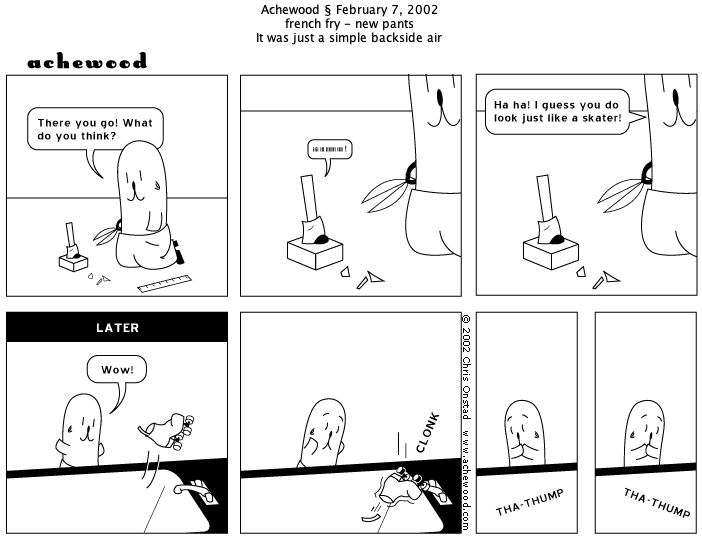 Achewood § February 7, 2002
french fry - new pants
It was just a simple backside air
achewood
There you go! What
do you think?
Ha ha! I guess you do
look just like a skater!
LATER
Wow!
CLONK
© 2002 Chris Onstad www.achewood.com
THA-THUMP
THA-THUMP